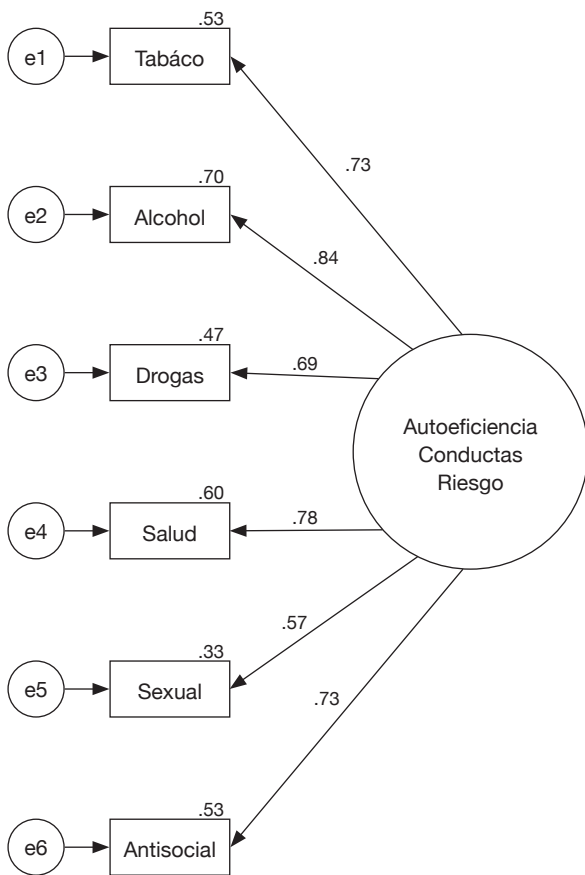 .53
e1
Tabáco
.73
.70
e2
Alcohol
.84
.47
e3
Drogas
.69
Autoeficiencia
Conductas
Riesgo
.60
e4
Salud
.78
.57
.33
e5
Sexual
.73
.53
e6
Antisocial